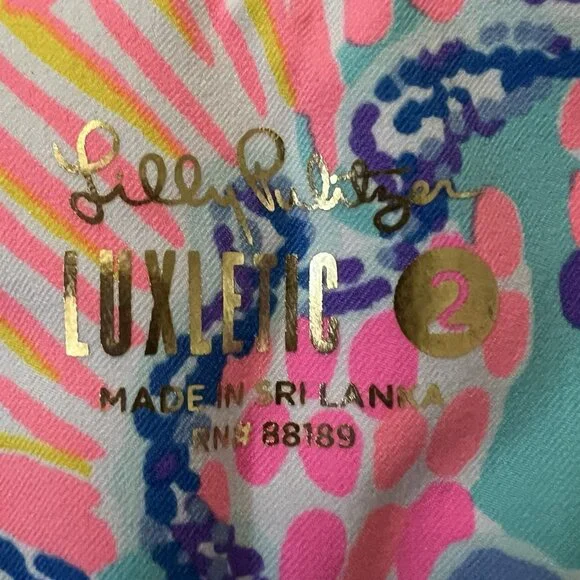 Lilly Pulitzer
LUXLETIC 2
MADE IN SRI LANKA
RN# 88189